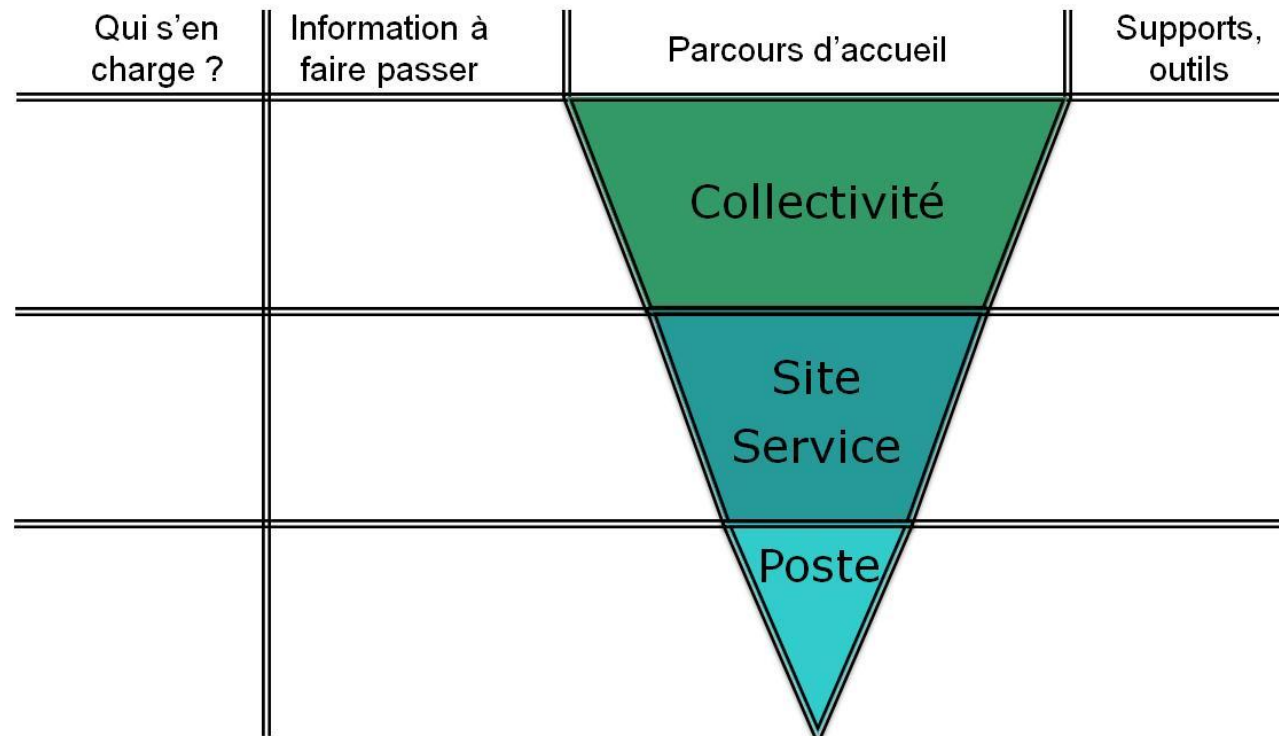 Qui s’en
charge ?
Information à
faire passer
Parcours d’accueil
Supports,
outils
Collectivité
Site
Service
Poste